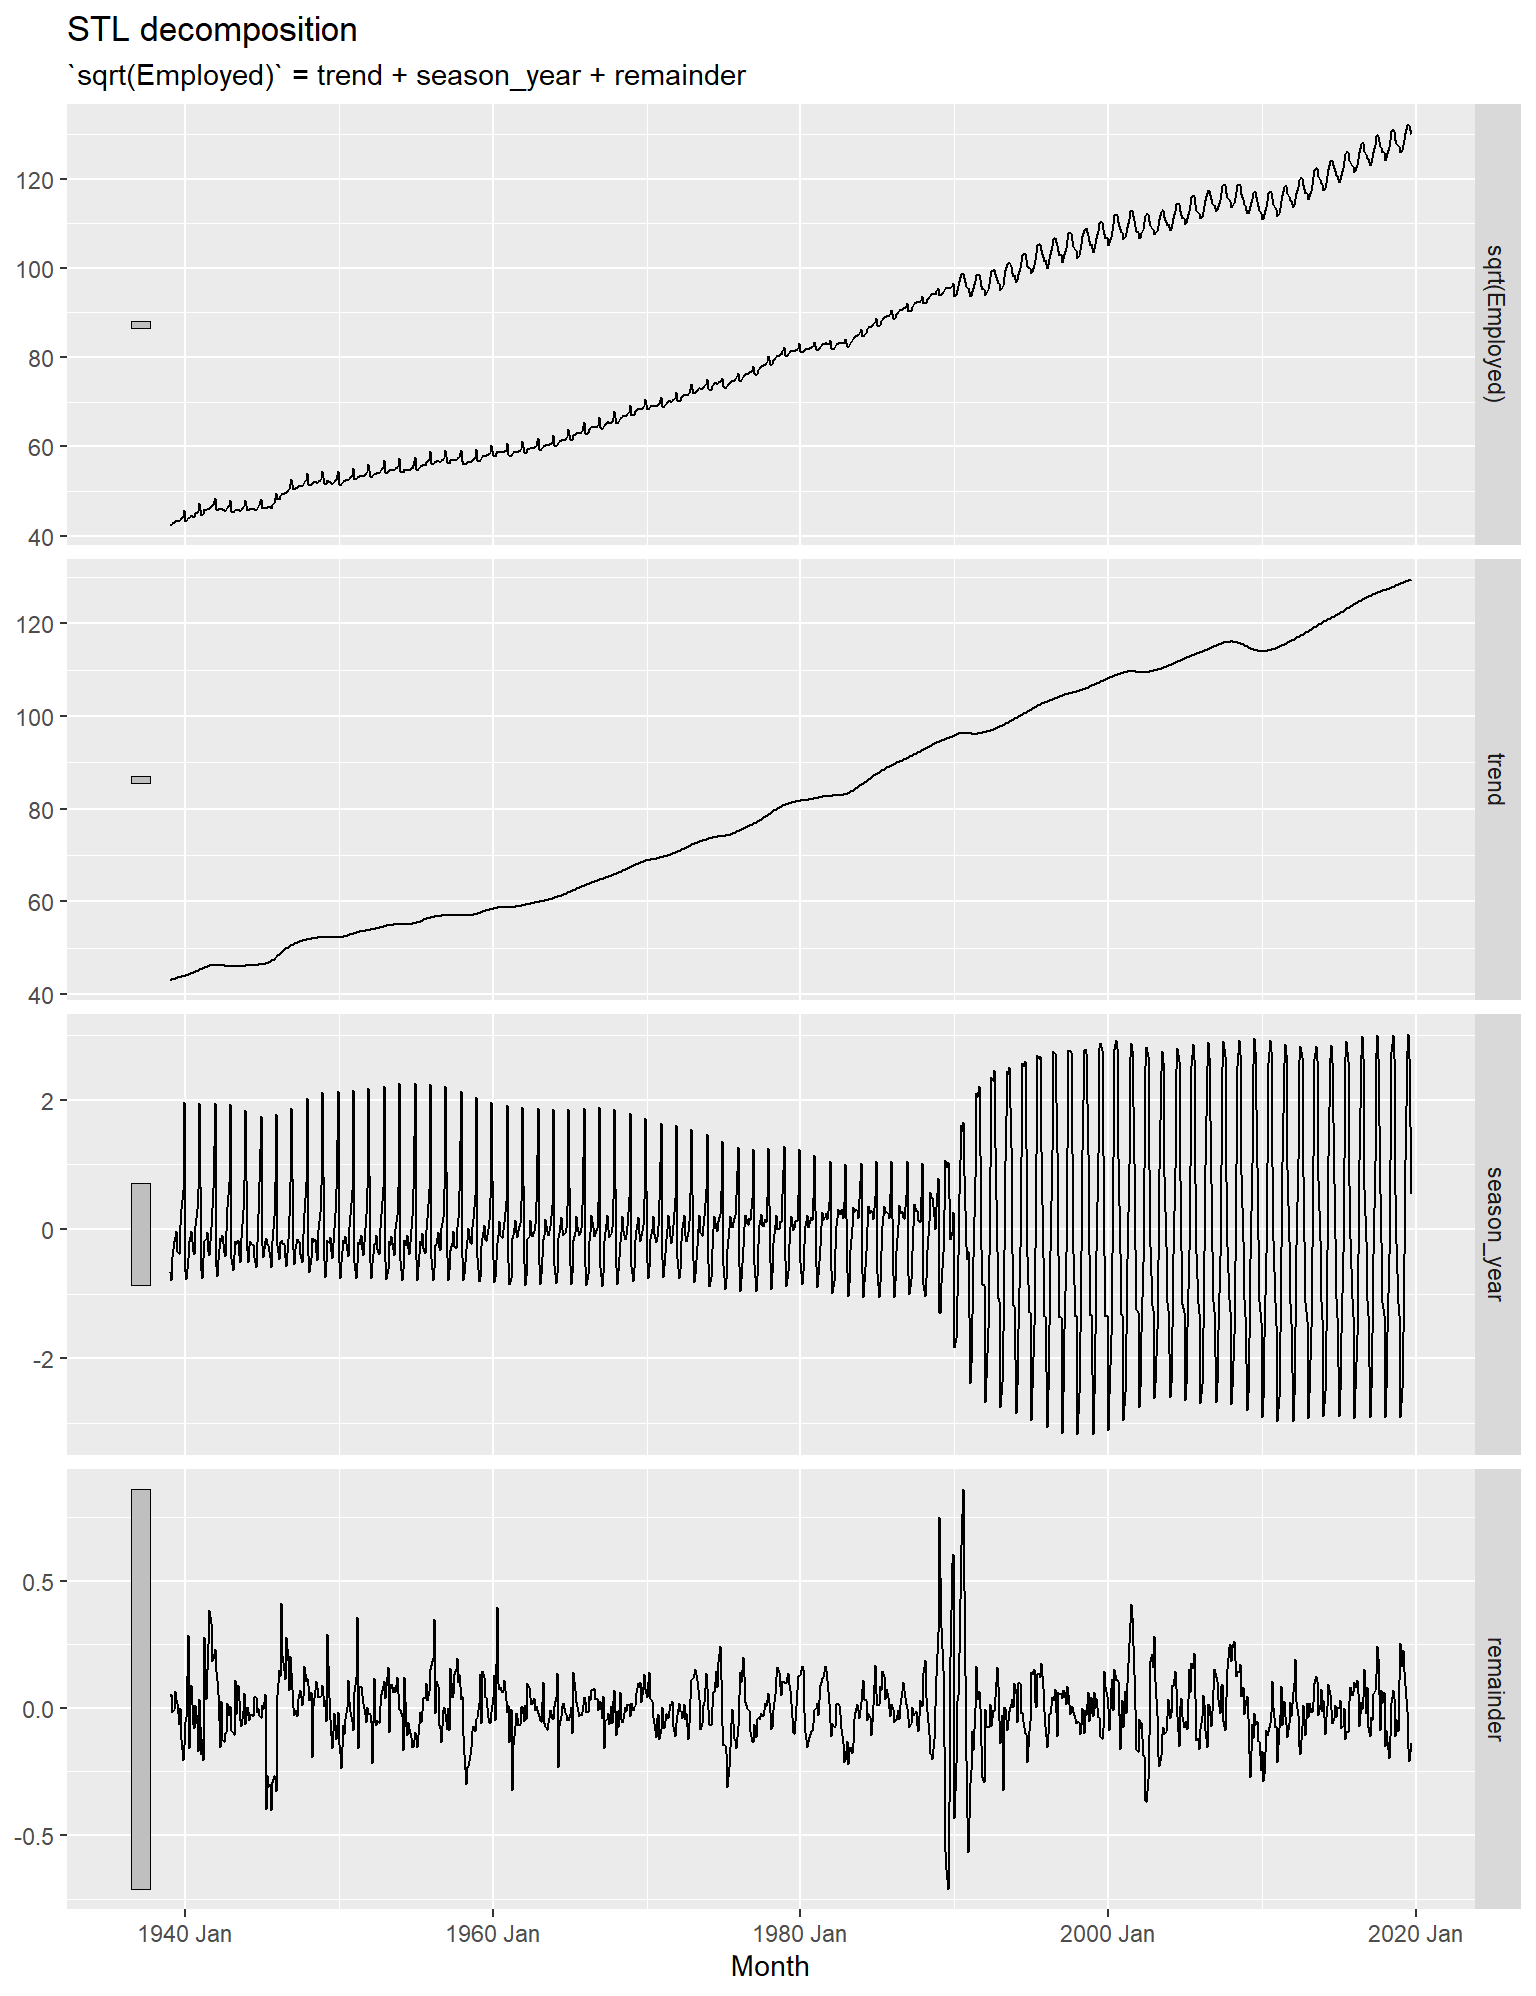 STL decomposition
`sqrt(Employed)` = trend + season_year + remainder
120
100
80
60
40
sqrt(Employed)
120
100
80
60
40
trend
2
0
-2
season_year
0.5
0.0
-0.5
remainder
1940 Jan
1960 Jan
1980 Jan
2000 Jan
2020 Jan
Month